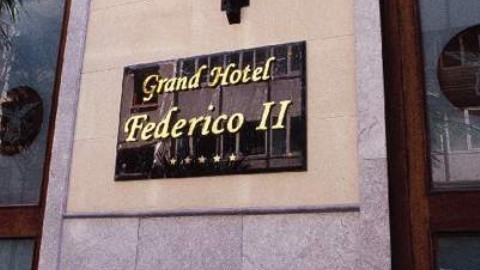 Grand Hotel
Federico II
★★★★★